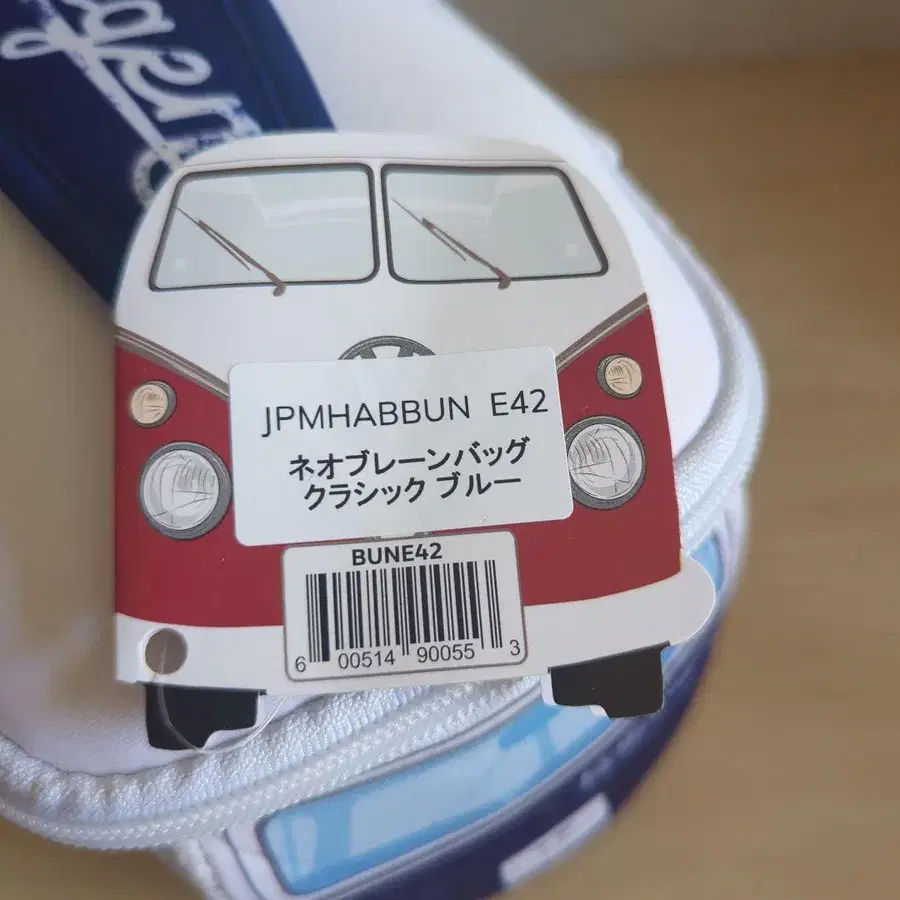 JPMHABBUN E42
ネオブレーンバッグ
クラシック ブルー
BUNE42
6 00514 90055 3